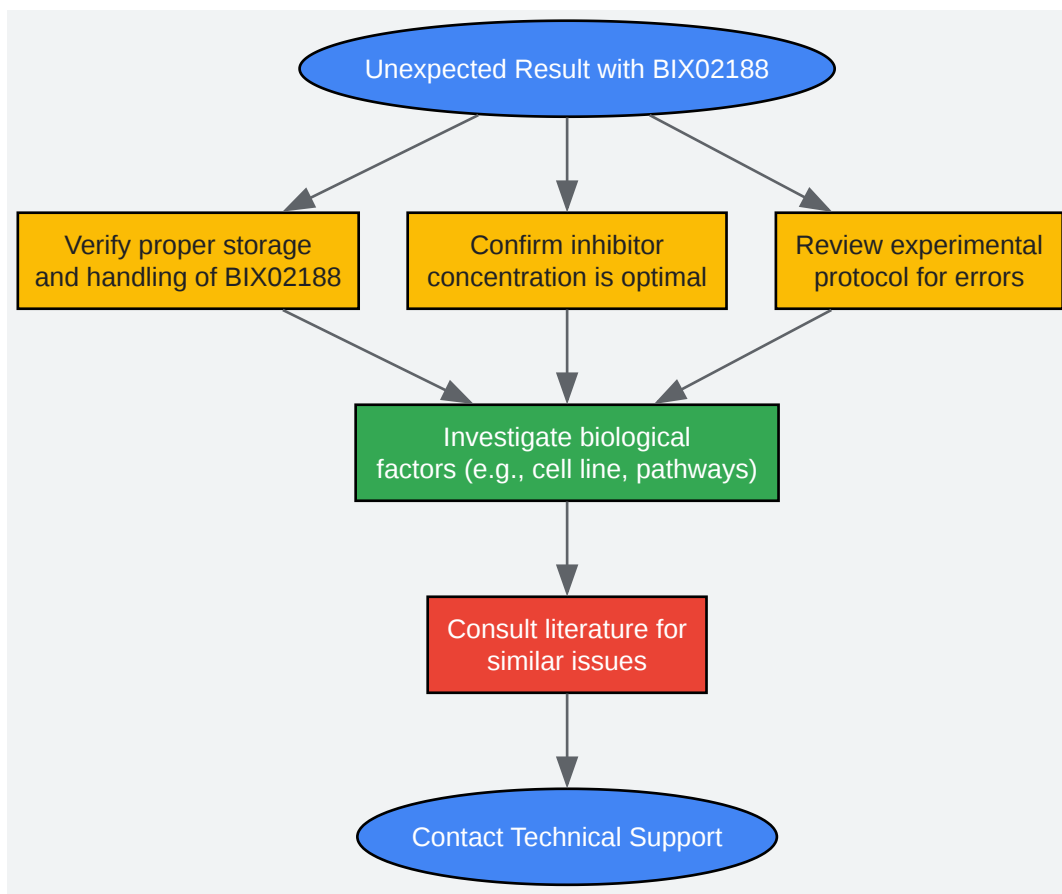 Unexpected Result with BIX02188
Verify proper storage
and handling of BIX02188
Confirm inhibitor
concentration is optimal
Review experimental
protocol for errors
Investigate biological
factors (e.g., cell line, pathways)
Consult literature for
similar issues
Contact Technical Support